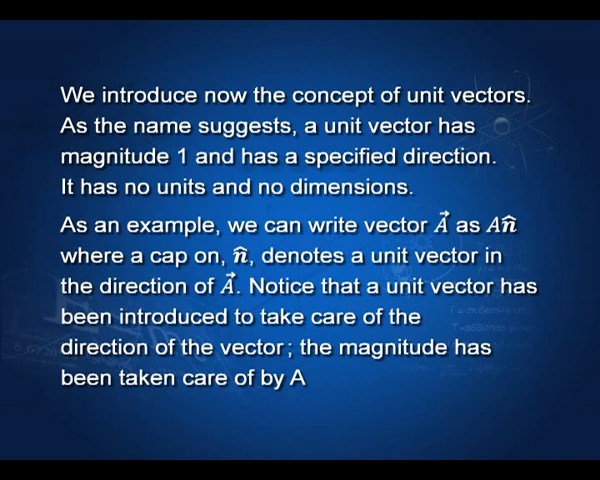 We introduce now the concept of unit vectors.
As the name suggests, a unit vector has
magnitude 1 and has a specified direction.
It has no units and no dimensions.
As an example, we can write vector A⃗ as An̂
where a cap on, n̂, denotes a unit vector in
the direction of A⃗. Notice that a unit vector has
been introduced to take care of the
direction of the vector; the magnitude has
been taken care of by A